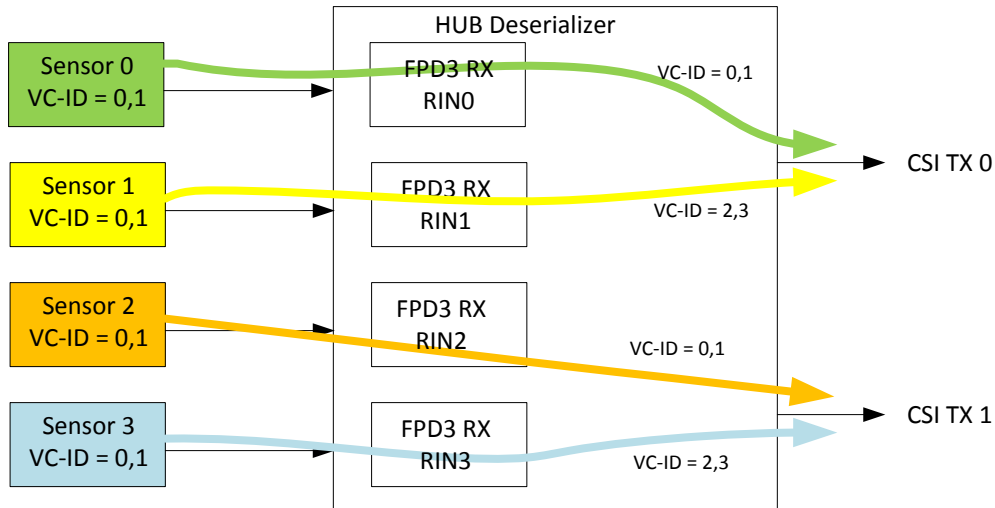 HUB Deserializer
Sensor 0
VC-ID = 0,1
FPD3 RX
RIN0
VC-ID = 0,1
CSI TX 0
Sensor 1
VC-ID = 0,1
FPD3 RX
RIN1
VC-ID = 2,3
Sensor 2
VC-ID = 0,1
FPD3 RX
RIN2
VC-ID = 0,1
CSI TX 1
Sensor 3
VC-ID = 0,1
FPD3 RX
RIN3
VC-ID = 2,3